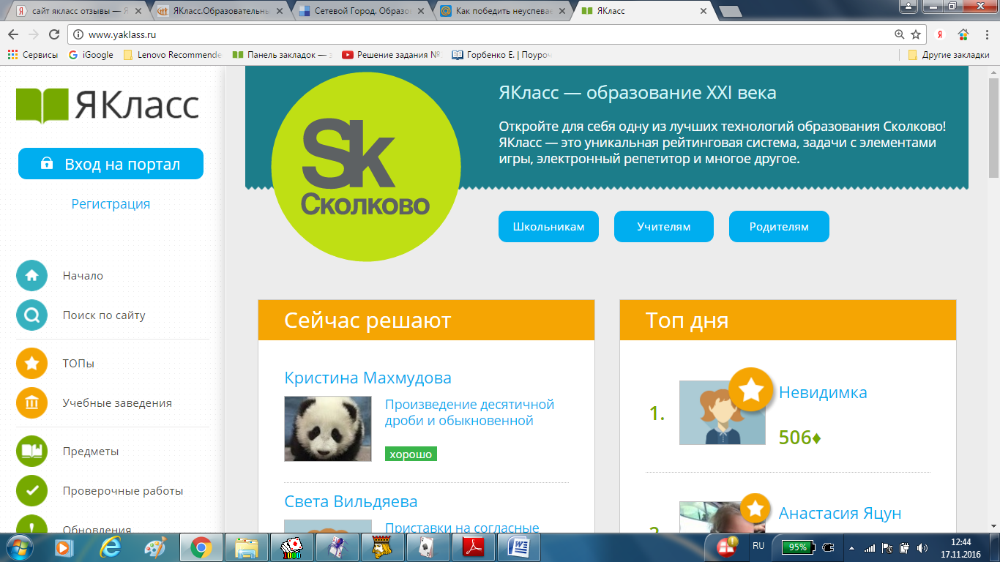 сайт якласс отзывы — Я
ЯКласс.Образовательны
Сетевой Город. Образо
Как победить неуспевае
ЯКласс
www.yaklass.ru
Сервисы
iGoogle
Lenovo Recommende
Панель закладок — з
Решение задания №
Горбенко Е. | Поуроч
Другие закладки
ЯКласс
Вход на портал
Регистрация
Начало
Поиск по сайту
ТОПы
Учебные заведения
Предметы
Проверочные работы
Обновления
Sk
Сколково
ЯКласс — образование XXI века
Откройте для себя одну из лучших технологий образования Сколково!
ЯКласс — это уникальная рейтинговая система, задачи с элементами
игры, электронный репетитор и многое другое.
Школьникам
Учителям
Родителям
Сейчас решают
Кристина Махмудова
Произведение десятичной
дроби и обыкновенной
хорошо
Света Вильдяева
Приставки на согласные
Топ дня
1.
Невидимка
506♦
2.
Анастасия Яцун
1000
RU
95%
12:44
17.11.2016